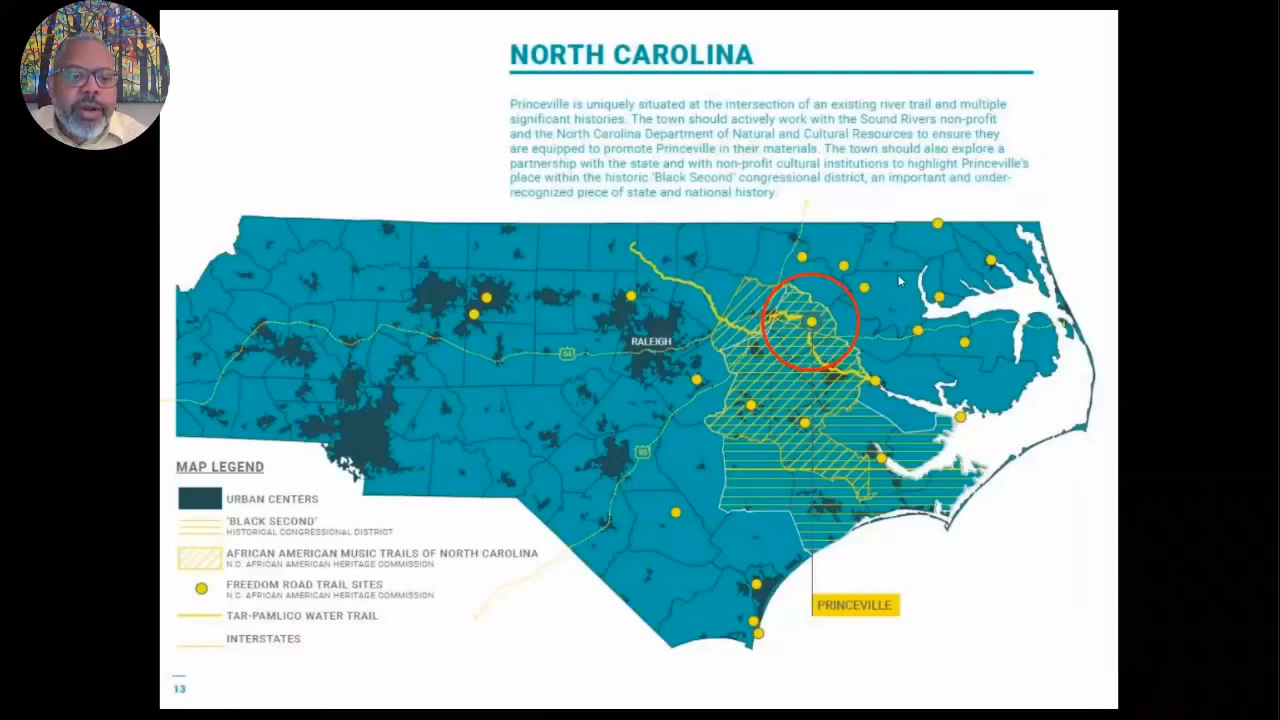 NORTH CAROLINA
Princeville is uniquely situated at the intersection of an existing river trail and multiple
significant histories. The town should actively work with the Sound Rivers non-profit
and the North Carolina Department of Natural and Cultural Resources to ensure they
are equipped to promote Princeville in their materials. The town should also explore a
partnership with the state and with non-profit cultural institutions to highlight Princeville's
place within the historic 'Black Second' congressional district, an important and under-
recognized piece of state and national history.
RALEIGH
64
95
MAP LEGEND
URBAN CENTERS
'BLACK SECOND'
HISTORICAL CONGRESSIONAL DISTRICT
AFRICAN AMERICAN MUSIC TRAILS OF NORTH CAROLINA
N.C. AFRICAN AMERICAN HERITAGE COMMISSION
FREEDOM ROAD TRAIL SITES
N.C. AFRICAN AMERICAN HERITAGE COMMISSION
TAR-PAMLICO WATER TRAIL
INTERSTATES
PRINCEVILLE
13